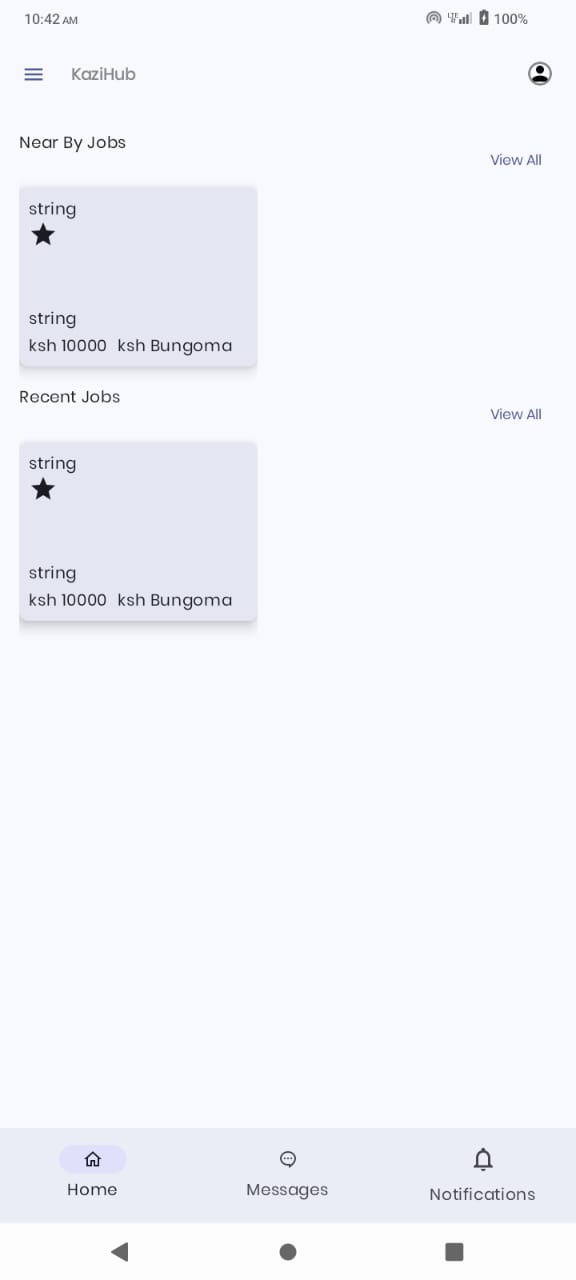 10:42 AM LTE 100%
KaziHub
Near By Jobs
View All
string
string
ksh 10000 ksh Bungoma
Recent Jobs
View All
string
string
ksh 10000 ksh Bungoma
Home Messages Notifications